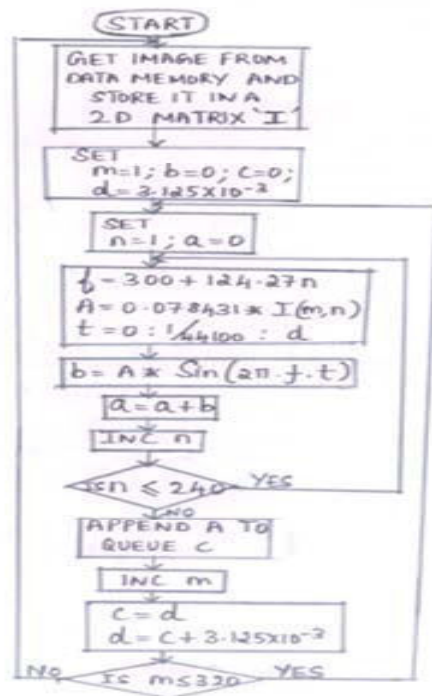 START
GET IMAGE FROM
DATA MEMORY AND
STORE IT IN A
2D MATRIX 'I'
SET
m=1; b=0; c=0;
d=3.125X10⁻³
SET
n=1; a=0
f=300+124.27n
A=0.078431* I(m,n)
t=0:1/44100: d
b=A* Sin(2π.f.t)
a=a+b
INC n
Is n ≤ 240 YES
NO
APPEND A TO
QUEUE C
INC m
c=d
d=c+3.125X10⁻³
NO Is m≤320 YES